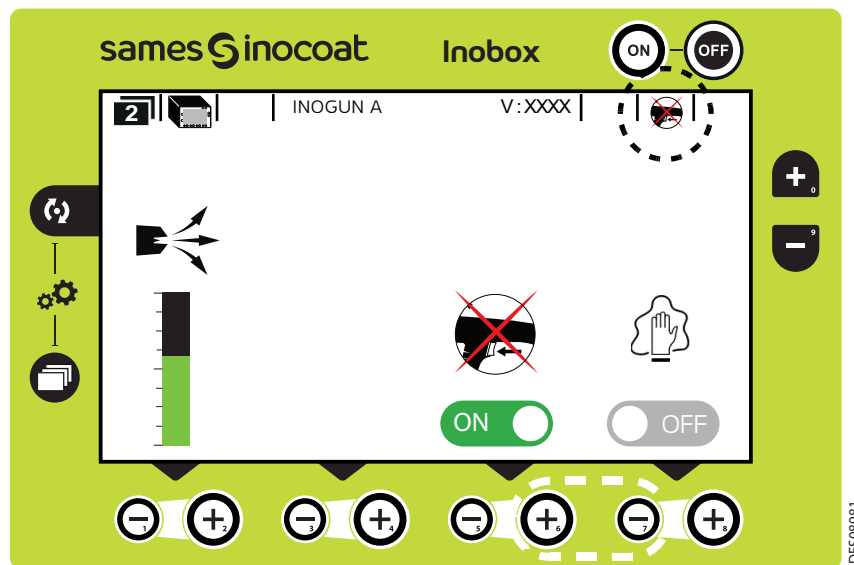 sames inocoat Inobox ON OFF
2 INOGUN A V:XXXX
+ 0
- 9
ON OFF
- 1 + 2 - 3 + 4 - 5 + 6 - 7 + 8
DES08081